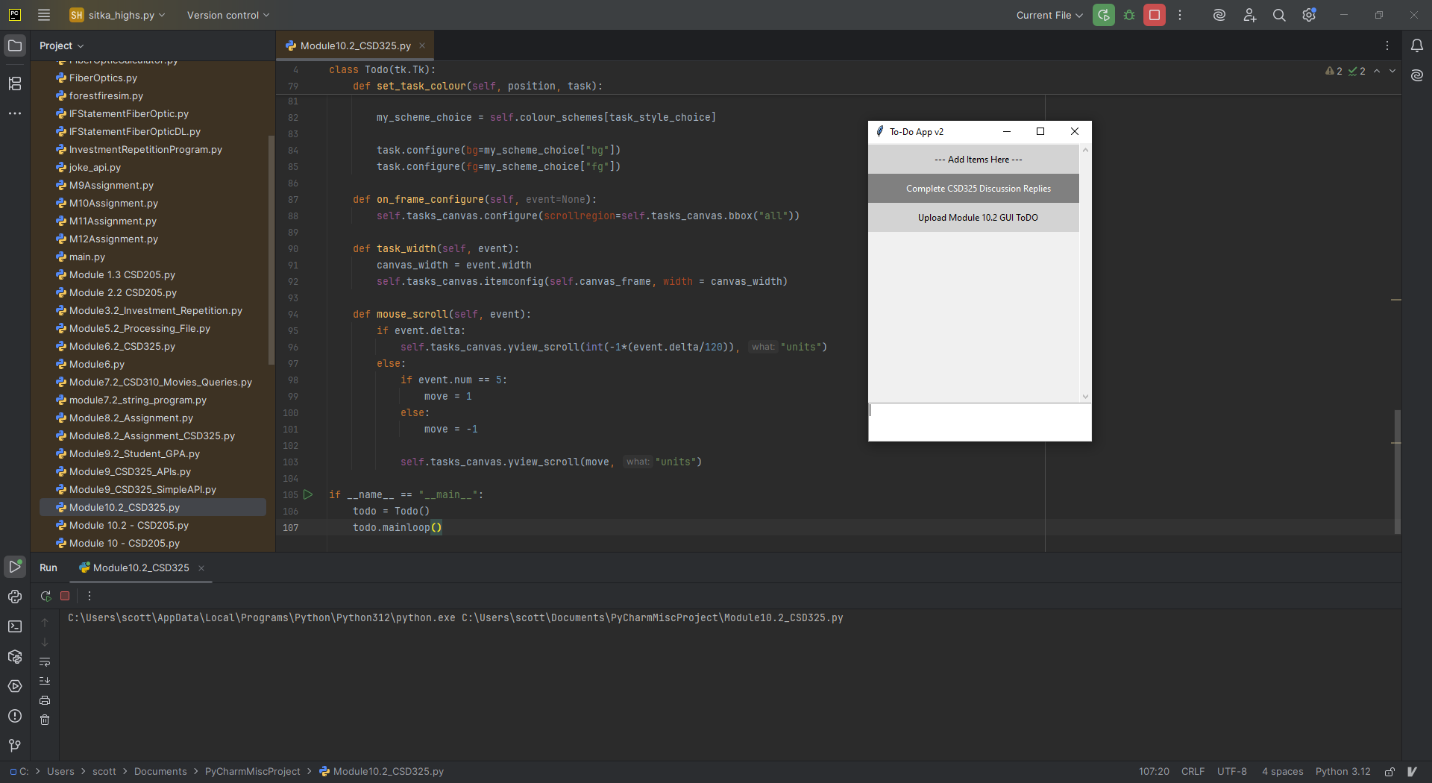 PC
SH sitka_highs.py
Version control
Current File
Project
Module10.2_CSD325.py
FiberOpticCalculator.py
FiberOptics.py
forestfiresim.py
IFStatementFiberOptic.py
IFStatementFiberOpticDL.py
InvestmentRepetitionProgram.py
joke_api.py
M9Assignment.py
M10Assignment.py
M11Assignment.py
M12Assignment.py
main.py
Module 1.3 CSD205.py
Module 2.2 CSD205.py
Module3.2_Investment_Repetition.py
Module5.2_Processing_File.py
Module6.2_CSD325.py
Module6.py
Module7.2_CSD310_Movies_Queries.py
module7.2_string_program.py
Module8.2_Assignment.py
Module8.2_Assignment_CSD325.py
Module9.2_Student_GPA.py
Module9_CSD325_APIs.py
Module9_CSD325_SimpleAPI.py
Module10.2_CSD325.py
Module 10.2 - CSD205.py
Module 10 - CSD205.py
4 class Todo(tk.Tk):
79 def set_task_colour(self, position, task):
2 2
81
82 my_scheme_choice = self.colour_schemes[task_style_choice]
83
84 task.configure(bg=my_scheme_choice["bg"])
85 task.configure(fg=my_scheme_choice["fg"])
86
87 def on_frame_configure(self, event=None):
88 self.tasks_canvas.configure(scrollregion=self.tasks_canvas.bbox("all"))
89
90 def task_width(self, event):
91 canvas_width = event.width
92 self.tasks_canvas.itemconfig(self.canvas_frame, width = canvas_width)
93
94 def mouse_scroll(self, event):
95 if event.delta:
96 self.tasks_canvas.yview_scroll(int(-1*(event.delta/120)), what: "units")
97 else:
98 if event.num == 5:
99 move = 1
100 else:
101 move = -1
102
103 self.tasks_canvas.yview_scroll(move, what: "units")
104
105 if __name__ == "__main__":
106 todo = Todo()
107 todo.mainloop()
To-Do App v2
--- Add Items Here ---
Complete CSD325 Discussion Replies
Upload Module 10.2 GUI ToDO
Run
Module10.2_CSD325
C:\Users\scott\AppData\Local\Programs\Python\Python312\python.exe C:\Users\scott\Documents\PyCharmMiscProject\Module10.2_CSD325.py
C: > Users > scott > Documents > PyCharmMiscProject > Module10.2_CSD325.py
107:20 CRLF UTF-8 4 spaces Python 3.12